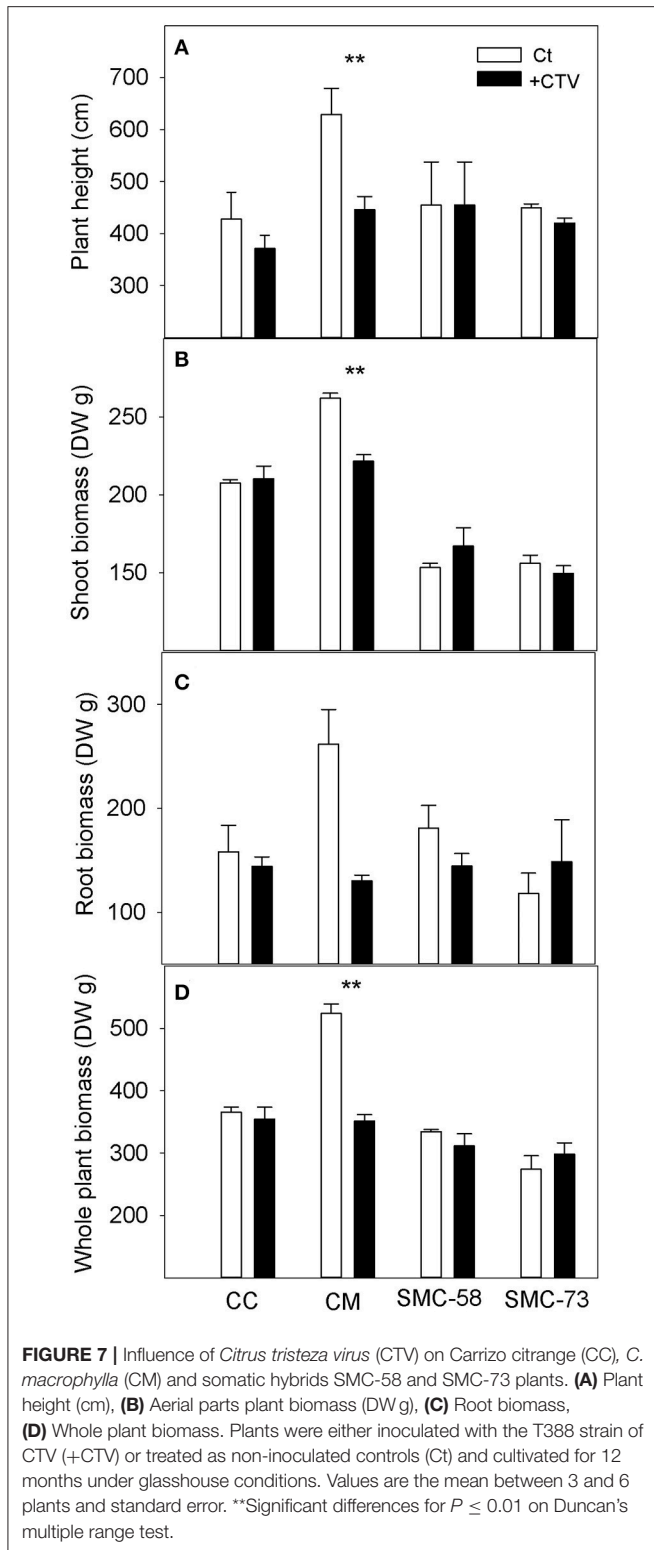 A
**
Ct
+CTV
Plant height (cm)
700
600
500
400
300
B
**
Shoot biomass (DW g)
250
200
150
C
Root biomass (DW g)
300
200
100
D
**
Whole plant biomass (DW g)
500
400
300
200
CC CM SMC-58 SMC-73
FIGURE 7 | Influence of Citrus tristeza virus (CTV) on Carrizo citrange (CC), C.
macrophylla (CM) and somatic hybrids SMC-58 and SMC-73 plants. (A) Plant
height (cm), (B) Aerial parts plant biomass (DW g), (C) Root biomass,
(D) Whole plant biomass. Plants were either inoculated with the T388 strain of
CTV (+CTV) or treated as non-inoculated controls (Ct) and cultivated for 12
months under glasshouse conditions. Values are the mean between 3 and 6
plants and standard error. **Significant differences for P ≤ 0.01 on Duncan's
multiple range test.